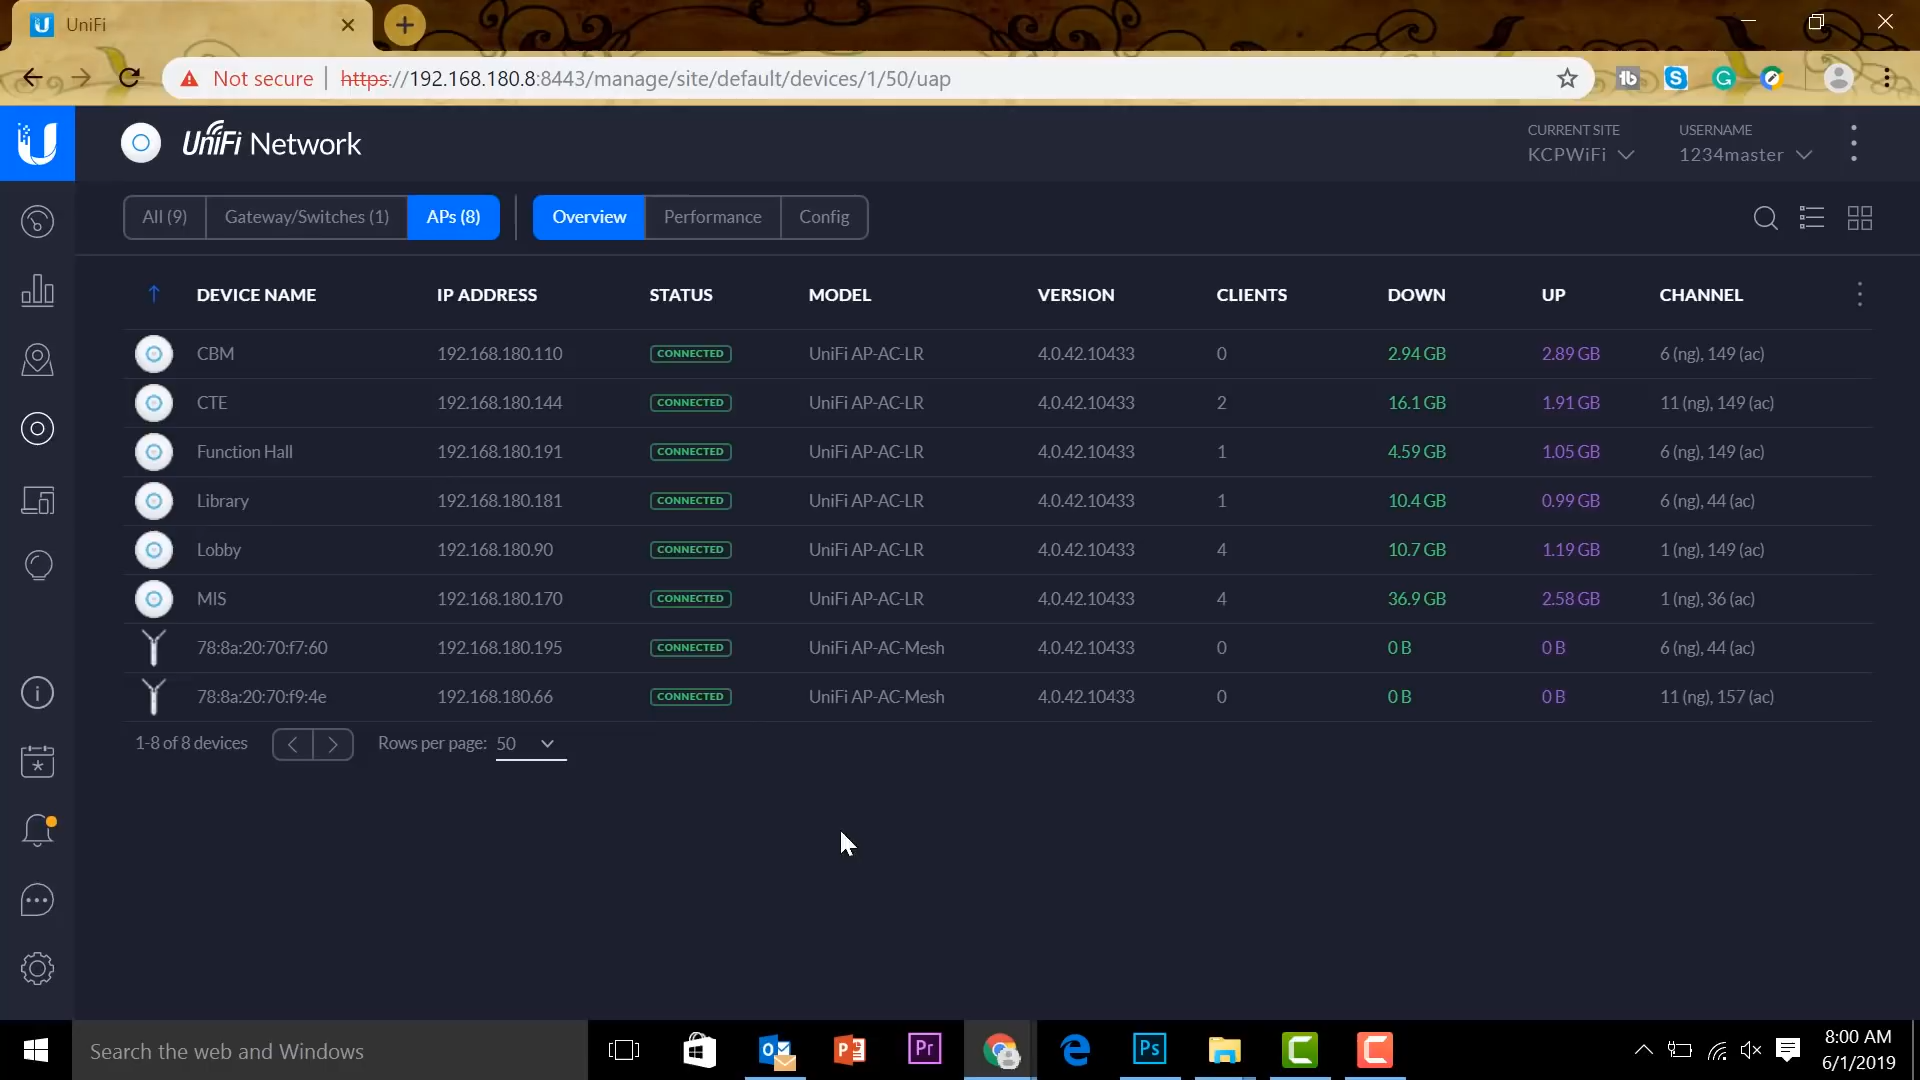 UniFi
Not secure https://192.168.180.8:8443/manage/site/default/devices/1/50/uap
UniFi Network
CURRENT SITE
KCPWiFi
USERNAME
1234master
All (9) Gateway/Switches (1) APs (8) Overview Performance Config
DEVICE NAME IP ADDRESS STATUS MODEL VERSION CLIENTS DOWN UP CHANNEL
CBM 192.168.180.110 CONNECTED UniFi AP-AC-LR 4.0.42.10433 0 2.94 GB 2.89 GB 6 (ng), 149 (ac)
CTE 192.168.180.144 CONNECTED UniFi AP-AC-LR 4.0.42.10433 2 16.1 GB 1.91 GB 11 (ng), 149 (ac)
Function Hall 192.168.180.191 CONNECTED UniFi AP-AC-LR 4.0.42.10433 1 4.59 GB 1.05 GB 6 (ng), 149 (ac)
Library 192.168.180.181 CONNECTED UniFi AP-AC-LR 4.0.42.10433 1 10.4 GB 0.99 GB 6 (ng), 44 (ac)
Lobby 192.168.180.90 CONNECTED UniFi AP-AC-LR 4.0.42.10433 4 10.7 GB 1.19 GB 1 (ng), 149 (ac)
MIS 192.168.180.170 CONNECTED UniFi AP-AC-LR 4.0.42.10433 4 36.9 GB 2.58 GB 1 (ng), 36 (ac)
78:8a:20:70:f7:60 192.168.180.195 CONNECTED UniFi AP-AC-Mesh 4.0.42.10433 0 0 B 0 B 6 (ng), 44 (ac)
78:8a:20:70:f9:4e 192.168.180.66 CONNECTED UniFi AP-AC-Mesh 4.0.42.10433 0 0 B 0 B 11 (ng), 157 (ac)
1-8 of 8 devices Rows per page: 50
Search the web and Windows
8:00 AM
6/1/2019